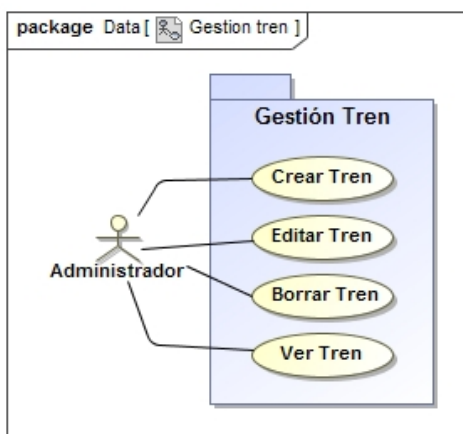 package Data [ Gestion tren ]
Gestión Tren
Crear Tren
Editar Tren
Administrador
Borrar Tren
Ver Tren